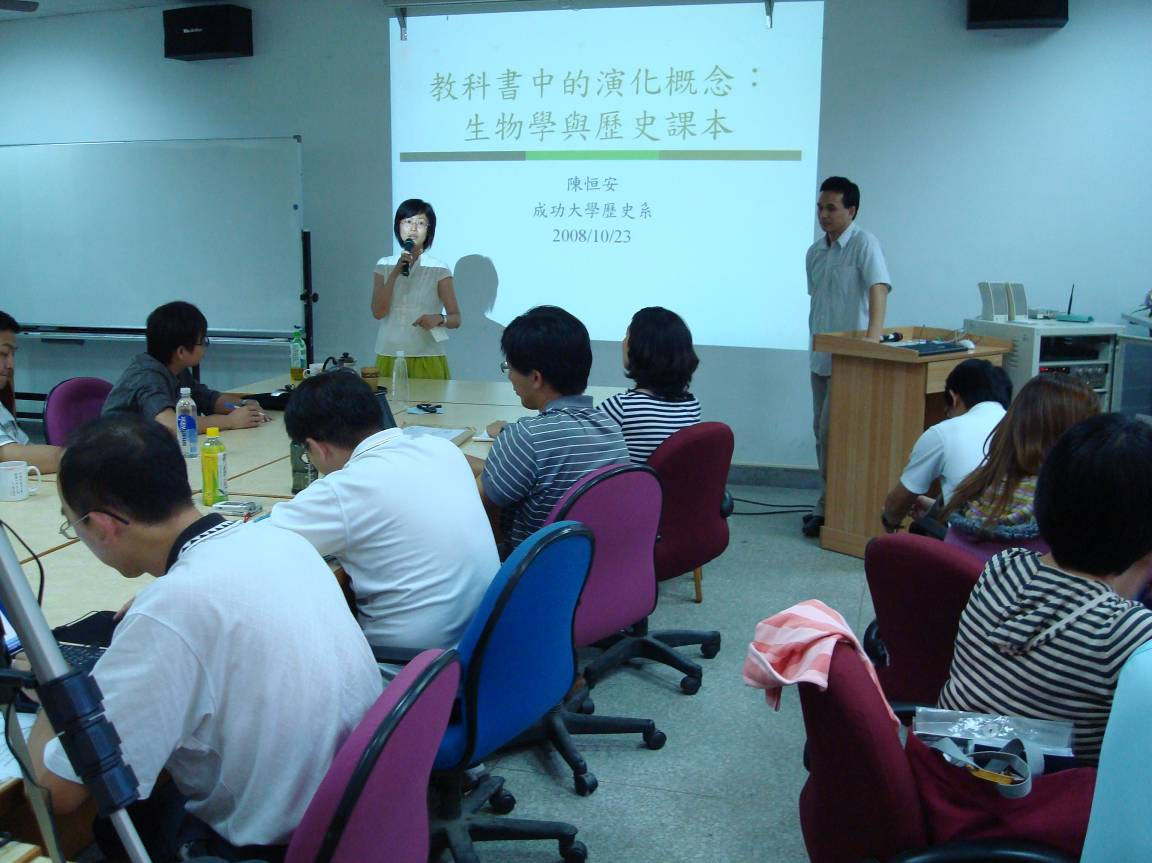 教科書中的演化概念：
生物學與歷史課本
陳恒安
成功大學歷史系
2008/10/23